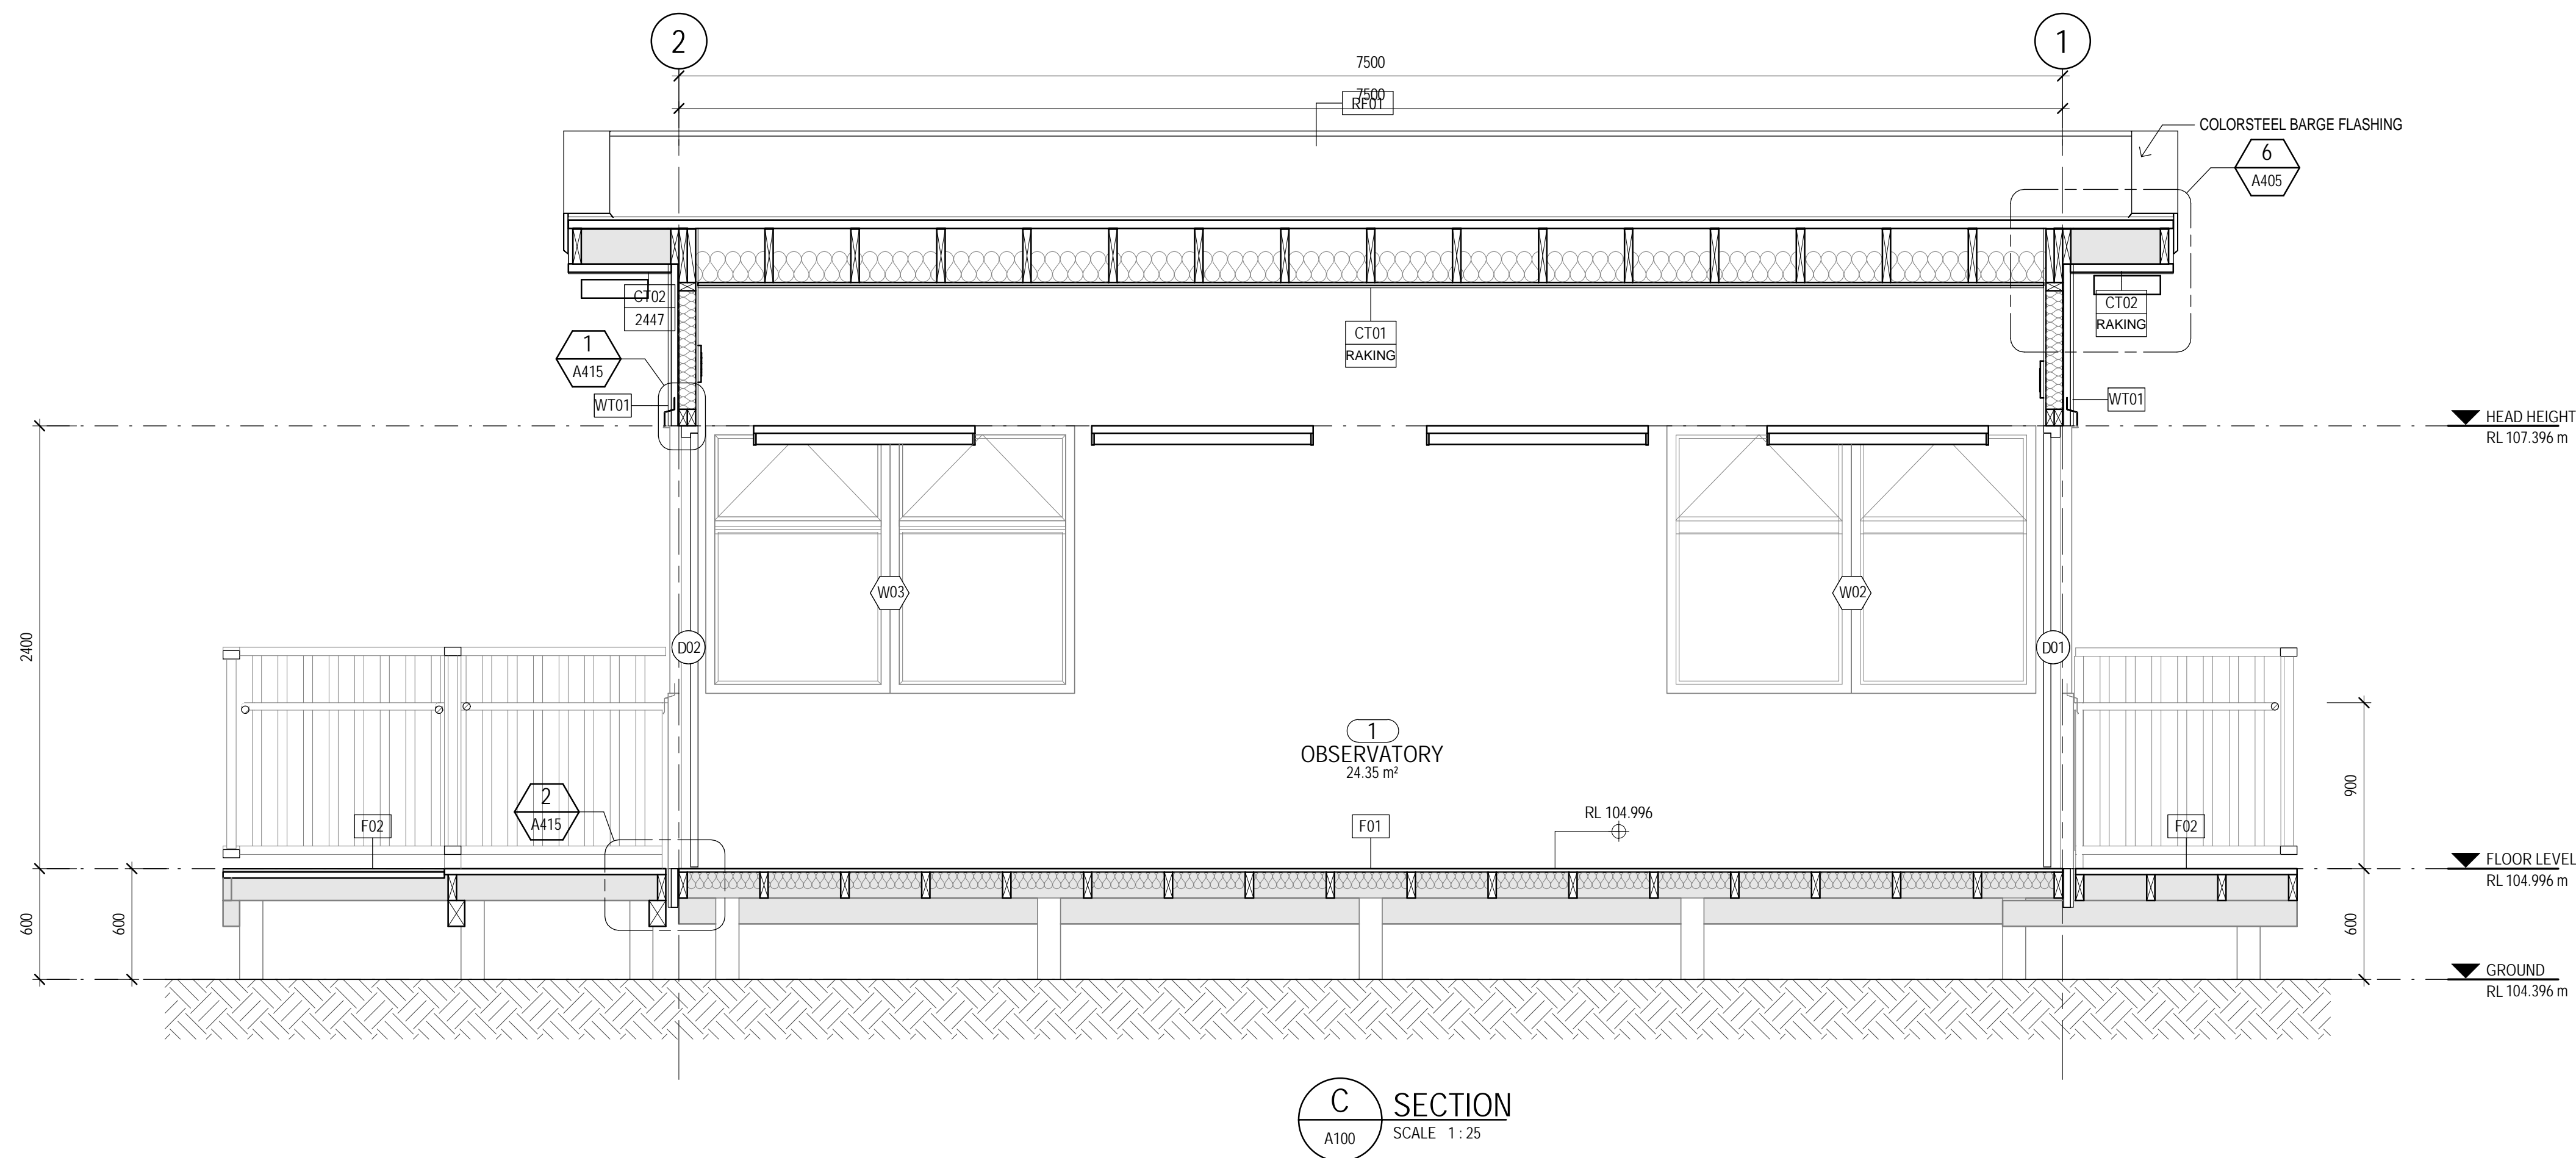 2
1
7500
7500
RF01
COLORSTEEL BARGE FLASHING
6
A405
CT02
2447
CT02
RAKING
CT01
RAKING
1
A415
WT01
WT01
HEAD HEIGHT
RL 107.396 m
W03
W02
2400
D02
D01
1
OBSERVATORY
24.35 m²
900
2
A415
F02
F01
RL 104.996
F02
FLOOR LEVEL
RL 104.996 m
600
600
600
GROUND
RL 104.396 m
C
A100
SECTION
SCALE 1 : 25